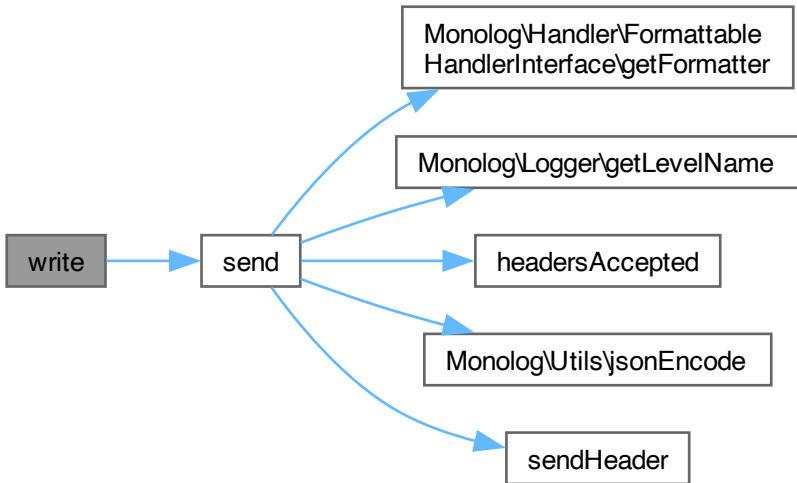 write
send
Monolog\Handler\Formattable
HandlerInterface\getFormatter
Monolog\Logger\getLevelName
headersAccepted
Monolog\Utils\jsonEncode
sendHeader